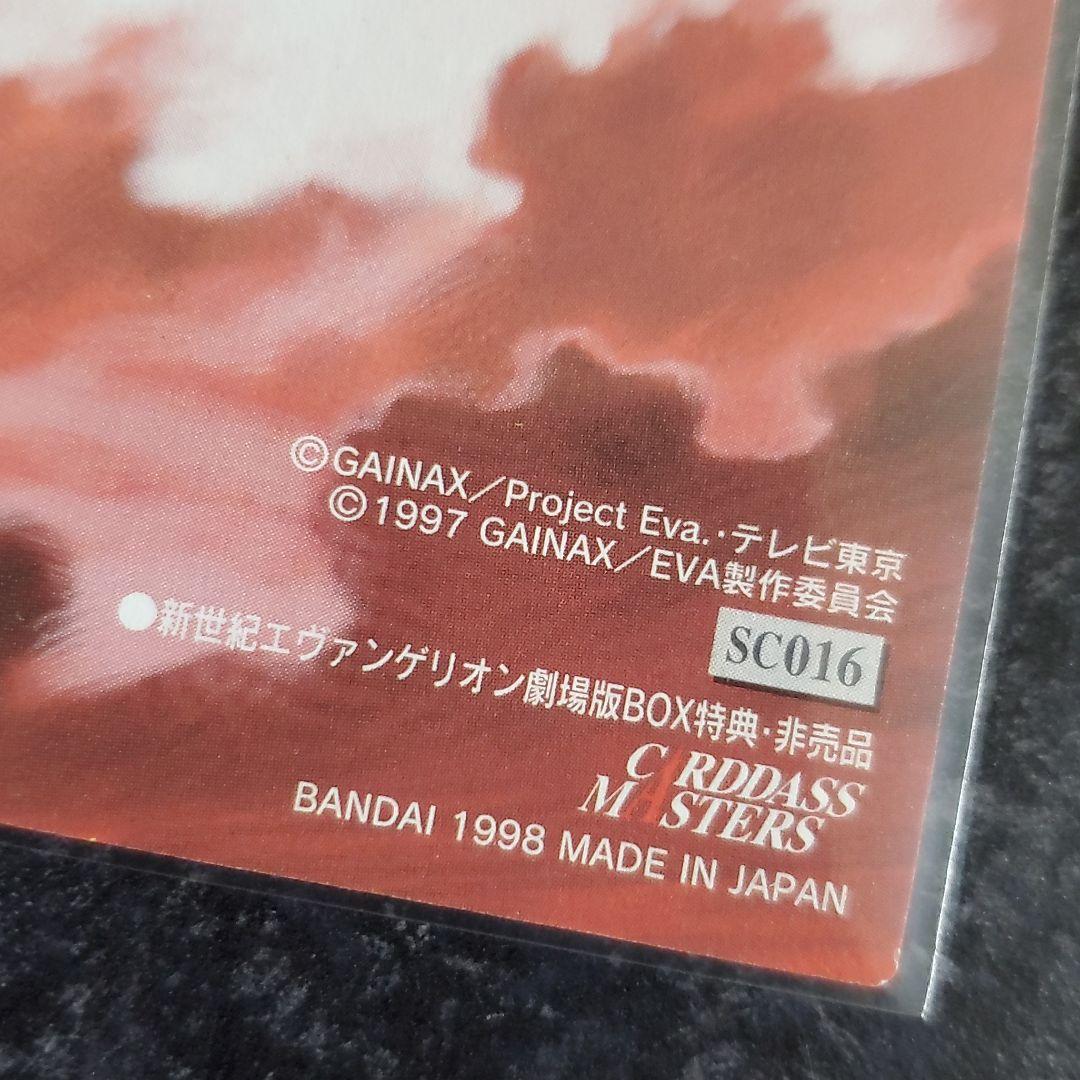 ©GAINAX／Project Eva.・テレビ東京
©1997 GAINAX／EVA製作委員会
SC016
●新世紀エヴァンゲリオン劇場版BOX特典・非売品
CARDDASS
MASTERS
BANDAI 1998 MADE IN JAPAN